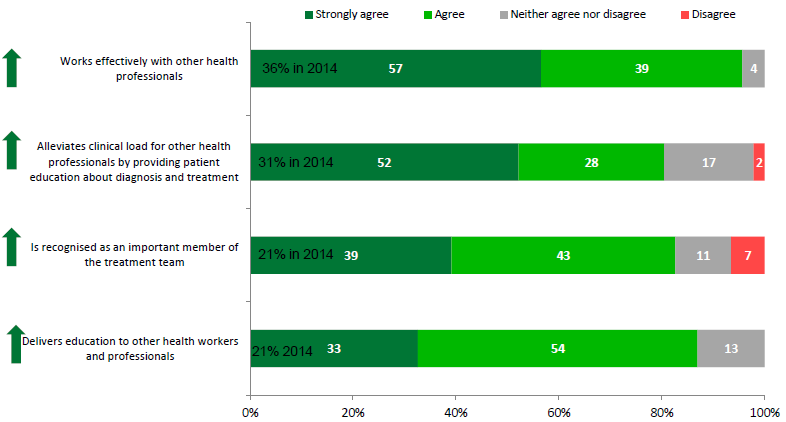 Strongly agree Agree Neither agree nor disagree Disagree
Works effectively with other health
professionals
36% in 2014 57 39 4
Alleviates clinical load for other health
professionals by providing patient
education about diagnosis and treatment
31% in 2014 52 28 17 2
Is recognised as an important member of
the treatment team
21% in 2014 39 43 11 7
Delivers education to other health workers
and professionals
21% 2014 33 54 13
0% 20% 40% 60% 80% 100%